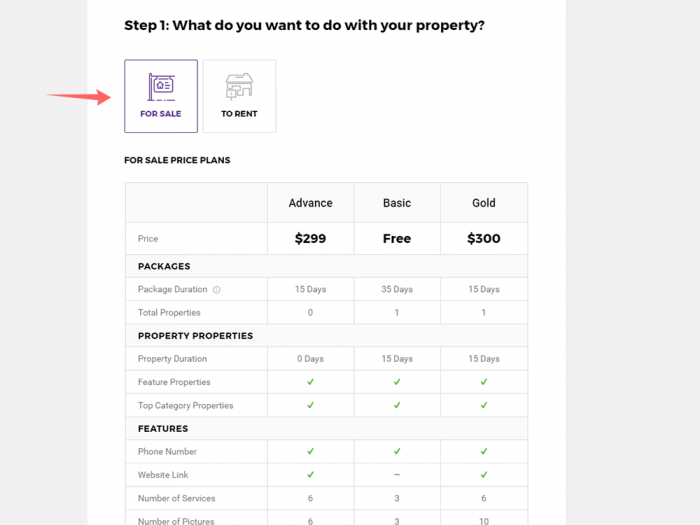 Step 1: What do you want to do with your property?
FOR SALE TO RENT
FOR SALE PRICE PLANS
Advance Basic Gold
Price $299 Free $300
PACKAGES
Package Duration 15 Days 35 Days 15 Days
Total Properties 0 1 1
PROPERTY PROPERTIES
Property Duration 0 Days 15 Days 15 Days
Feature Properties ✓ ✓ ✓
Top Category Properties ✓ ✓ ✓
FEATURES
Phone Number ✓ ✓ ✓
Website Link ✓ – ✓
Number of Services 6 3 6
Number of Pictures 6 3 10